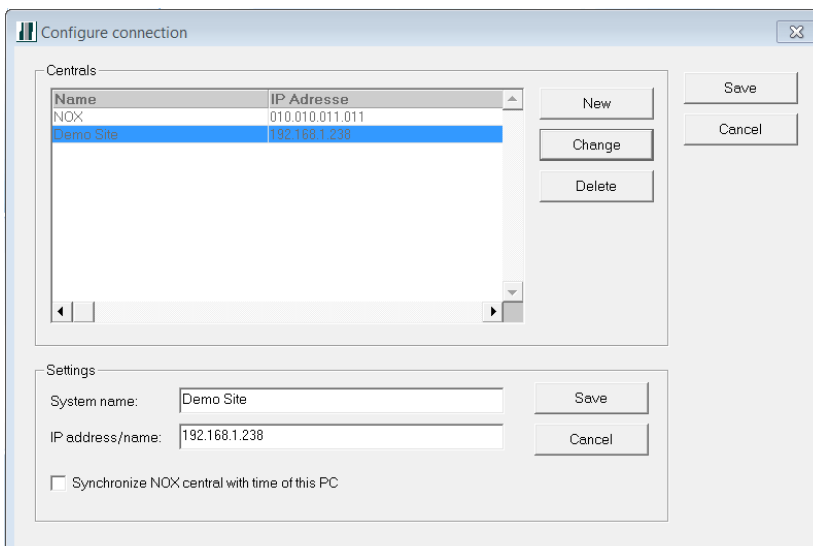 Configure connection
Centrals
Name IP Adresse
NOX 010.010.011.011
Demo Site 192.168.1.238
New
Change
Delete
Save
Cancel
Settings
System name: Demo Site
IP address/name: 192.168.1.238
Save
Cancel
Synchronize NOX central with time of this PC